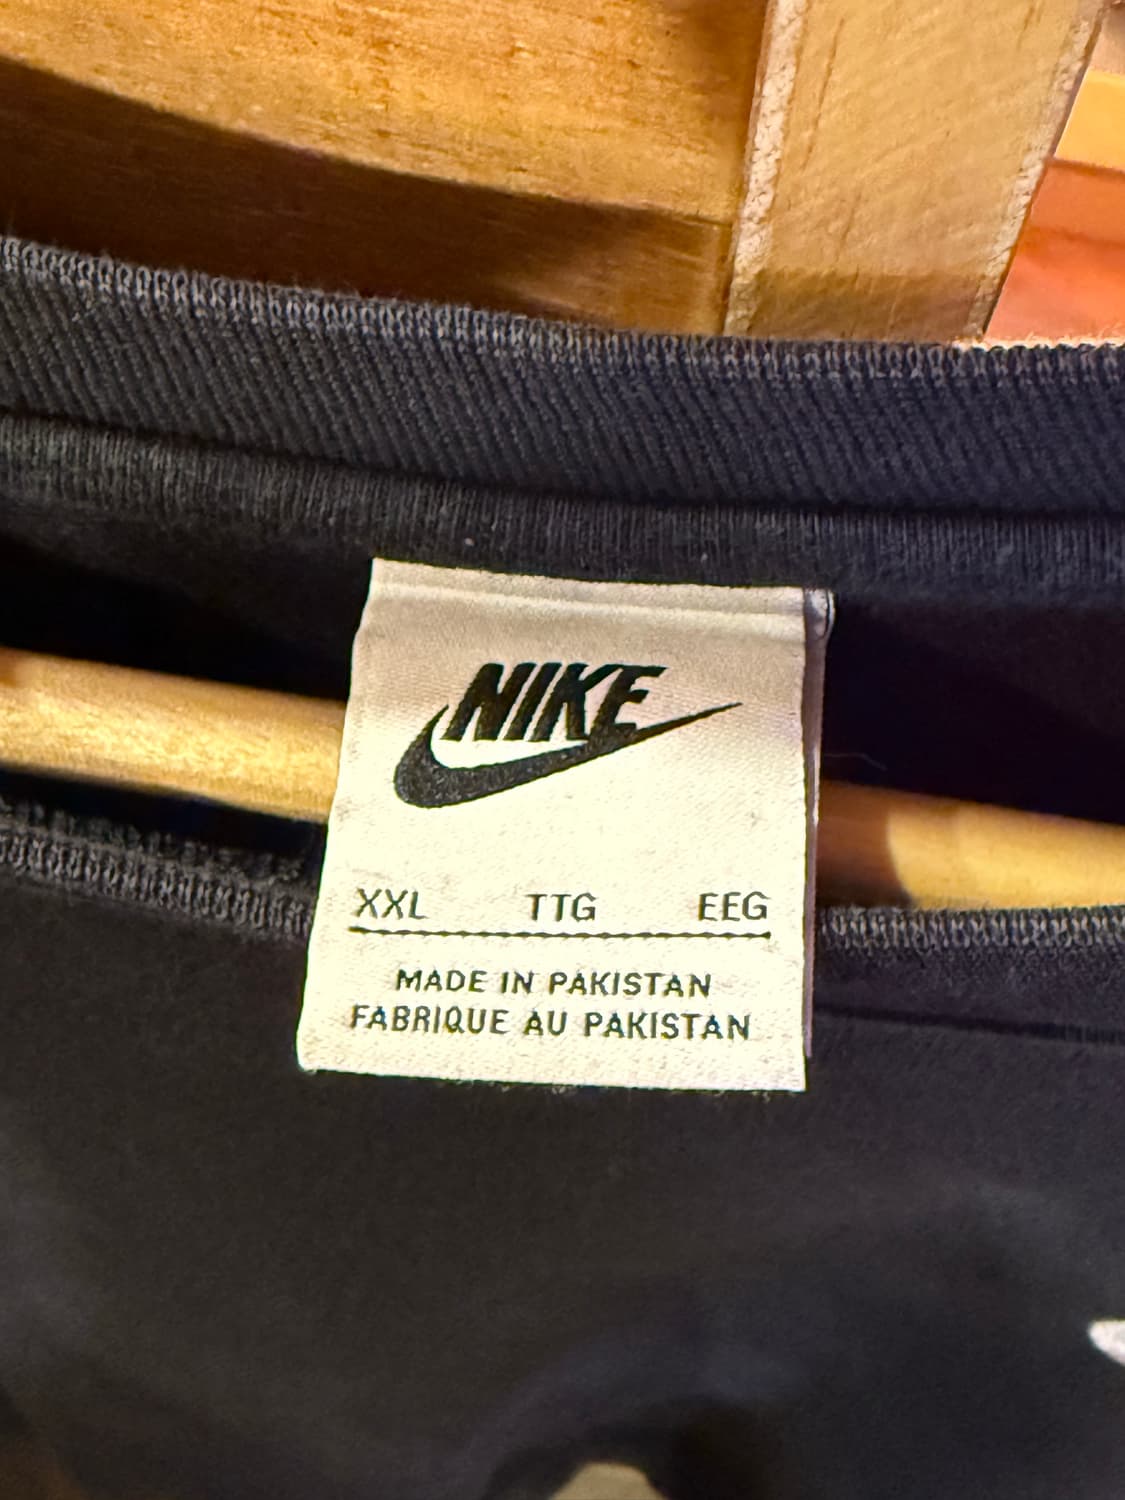 NIKE
XXL TTG EEG
MADE IN PAKISTAN
FABRIQUE AU PAKISTAN